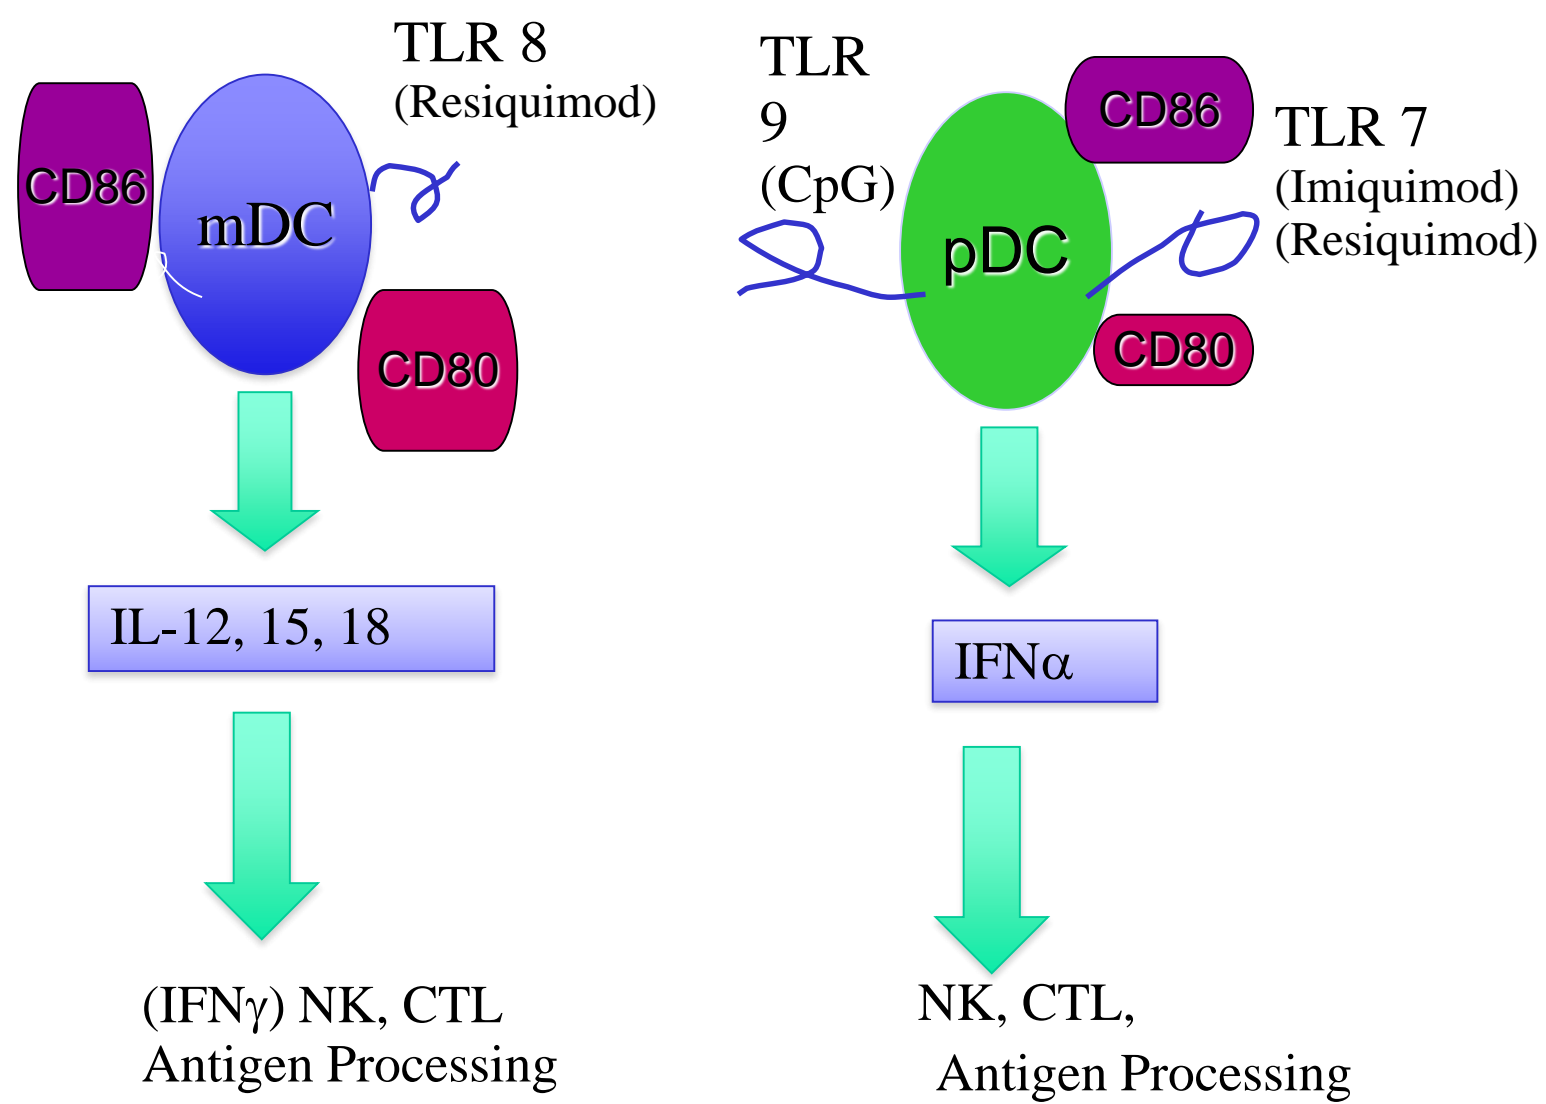 TLR 8
(Resiquimod)
CD86
mDC
CD80
IL-12, 15, 18
(IFNγ) NK, CTL
Antigen Processing
TLR
9
(CpG)
pDC
CD86
TLR 7
(Imiquimod)
(Resiquimod)
CD80
IFNα
NK, CTL,
Antigen Processing